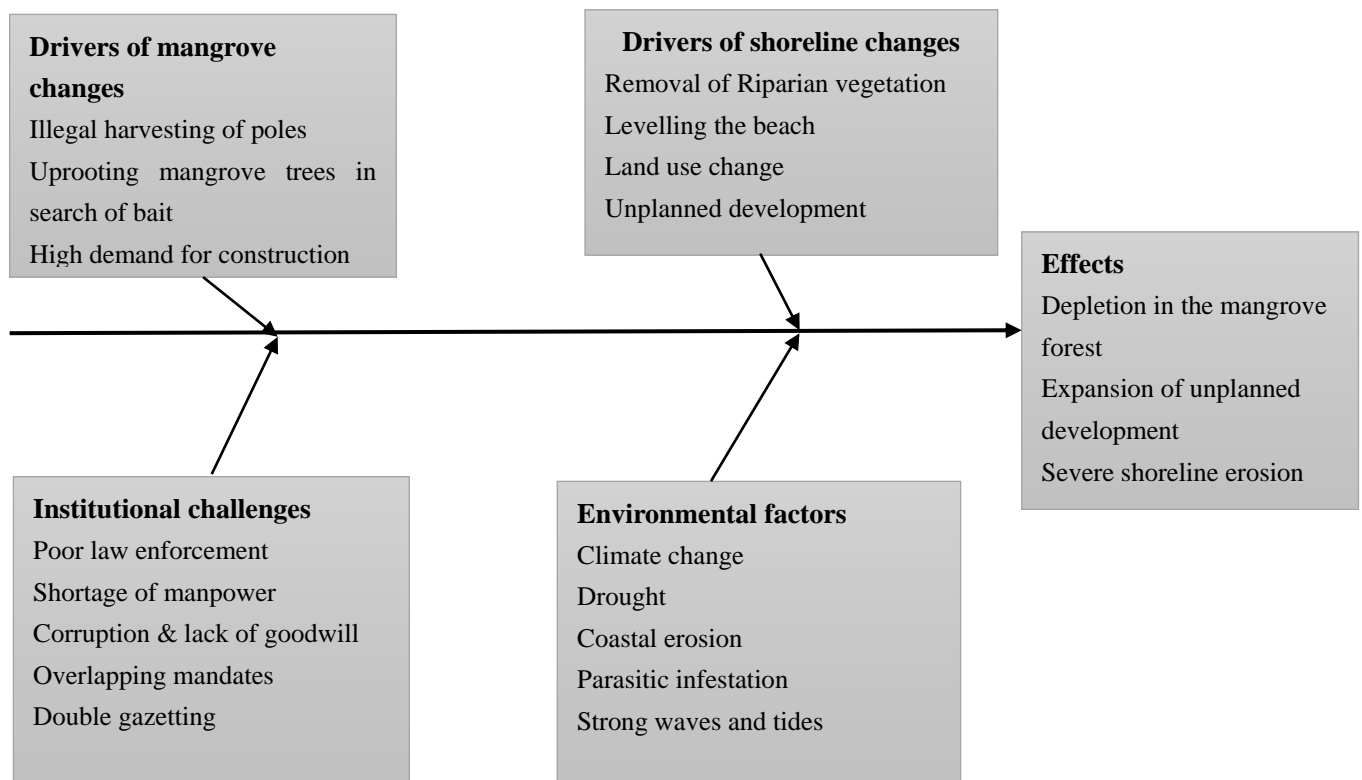 Drivers of mangrove
changes
Illegal harvesting of poles
Uprooting mangrove trees in
search of bait
High demand for construction
Drivers of shoreline changes
Removal of Riparian vegetation
Levelling the beach
Land use change
Unplanned development
Effects
Depletion in the mangrove
forest
Expansion of unplanned
development
Severe shoreline erosion
Institutional challenges
Poor law enforcement
Shortage of manpower
Corruption & lack of goodwill
Overlapping mandates
Double gazetting
Environmental factors
Climate change
Drought
Coastal erosion
Parasitic infestation
Strong waves and tides